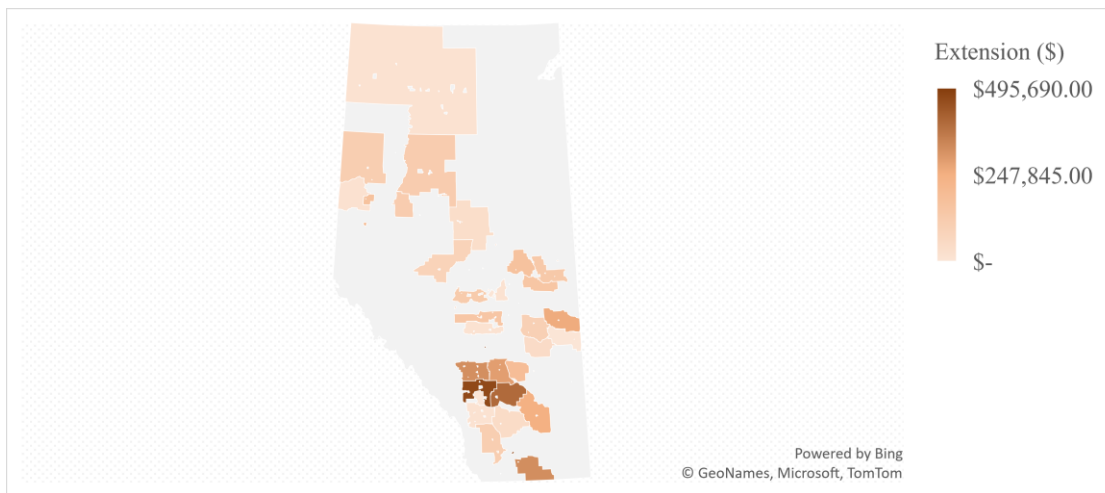 Extension ($)
$495,690.00
$247,845.00
$-
Powered by Bing
© GeoNames, Microsoft, TomTom